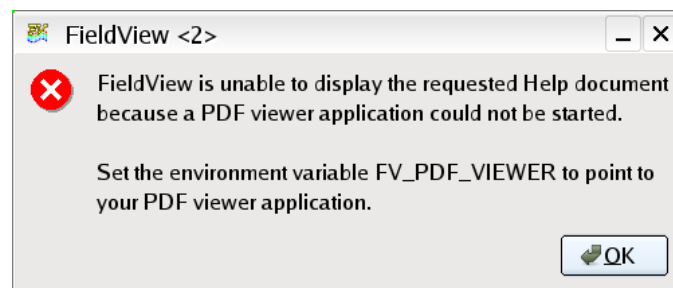 FieldView <2>
FieldView is unable to display the requested Help document
because a PDF viewer application could not be started.
Set the environment variable FV_PDF_VIEWER to point to
your PDF viewer application.
OK